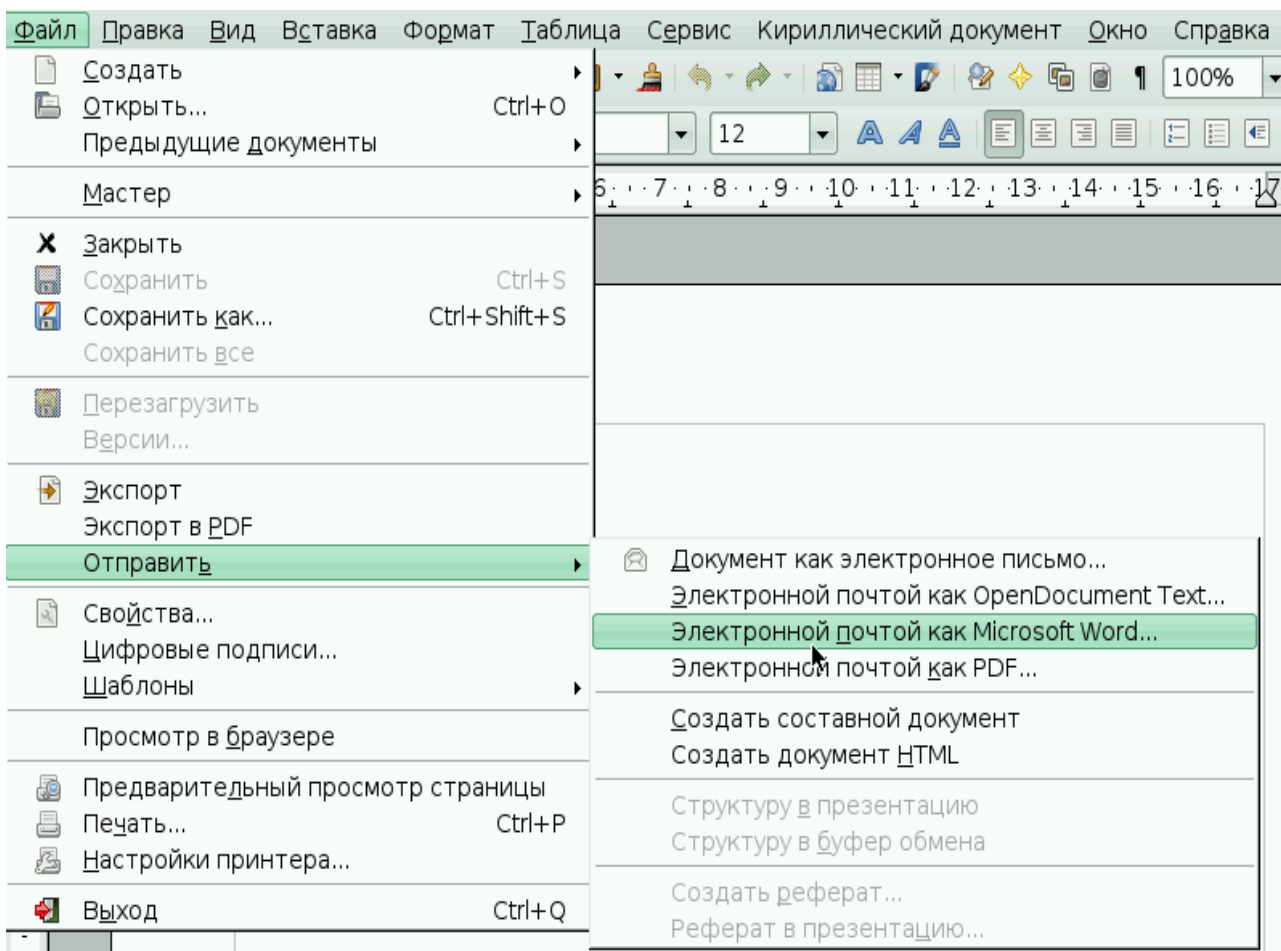 Файл Правка Вид Вставка Формат Таблица Сервис Кириллический документ Окно Справка
100%
12
6 7 8 9 10 11 12 13 14 15 16 17
Создать
Открыть... Ctrl+O
Предыдущие документы
Мастер
Закрыть
Сохранить Ctrl+S
Сохранить как... Ctrl+Shift+S
Сохранить все
Перезагрузить
Версии...
Экспорт
Экспорт в PDF
Отправить
Свойства...
Цифровые подписи...
Шаблоны
Просмотр в браузере
Предварительный просмотр страницы
Печать... Ctrl+P
Настройки принтера...
Выход Ctrl+Q
Документ как электронное письмо...
Электронной почтой как OpenDocument Text...
Электронной почтой как Microsoft Word...
Электронной почтой как PDF...
Создать составной документ
Создать документ HTML
Структуру в презентацию
Структуру в буфер обмена
Создать реферат...
Реферат в презентацию...